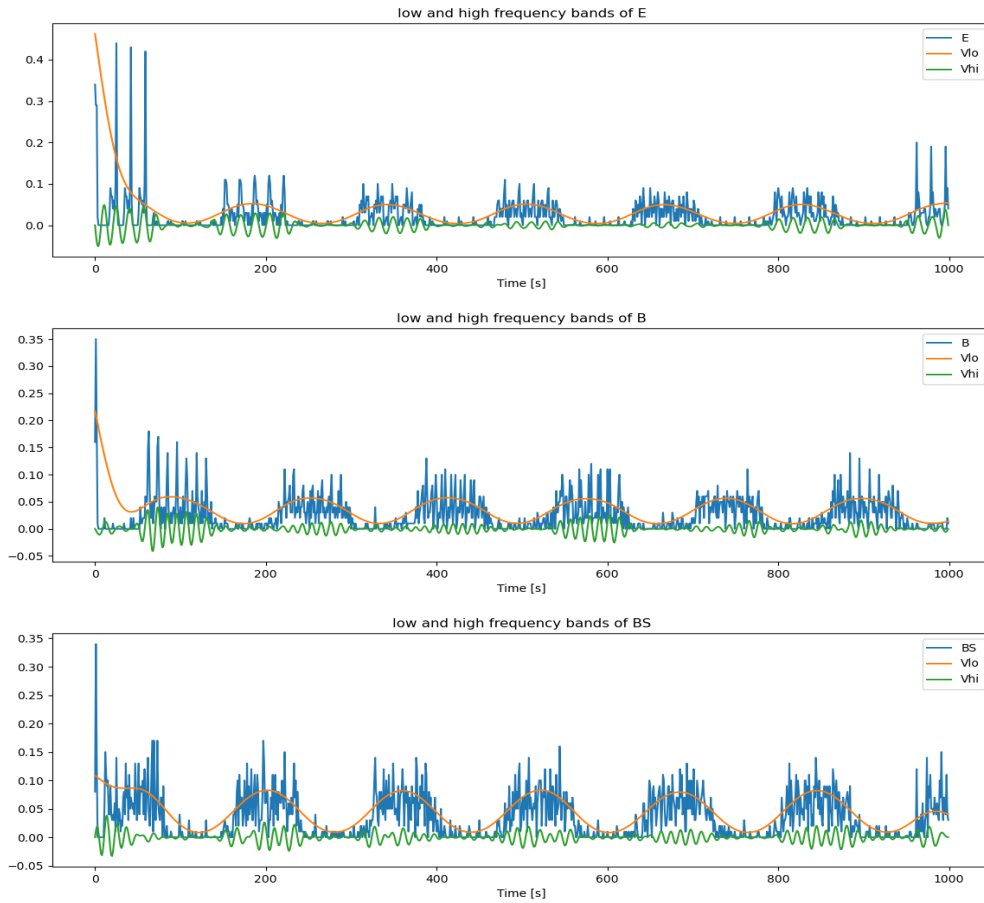 low and high frequency bands of E
E
Vlo
Vhi
0.4
0.3
0.2
0.1
0.0
0 200 400 600 800 1000
Time [s]
low and high frequency bands of B
B
Vlo
Vhi
0.35
0.30
0.25
0.20
0.15
0.10
0.05
0.00
−0.05
0 200 400 600 800 1000
Time [s]
low and high frequency bands of BS
BS
Vlo
Vhi
0.35
0.30
0.25
0.20
0.15
0.10
0.05
0.00
−0.05
0 200 400 600 800 1000
Time [s]